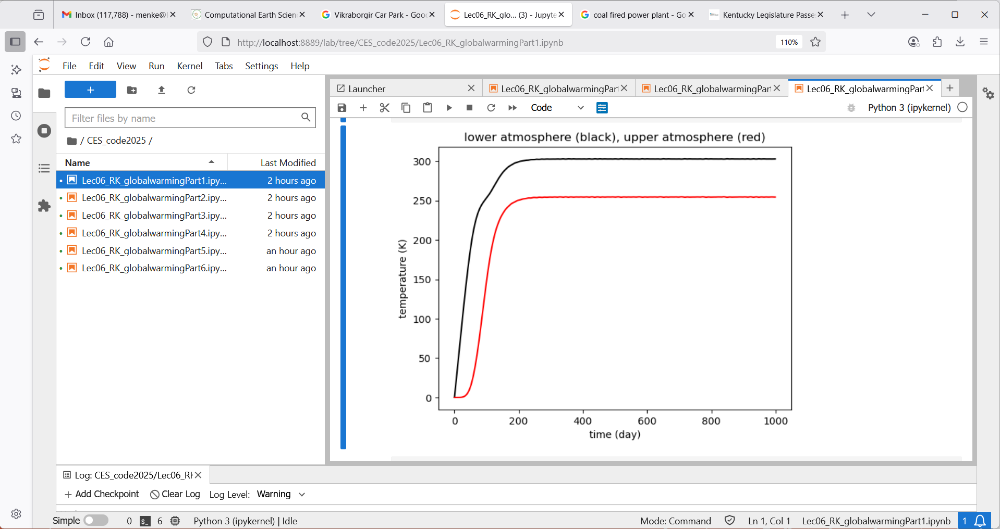 Inbox (117,788) - menke@l
Computational Earth Scien
Vikraborgir Car Park - Goo
Lec06_RK_glo... (3) - Jupyte
coal fired power plant - Go
Kentucky Legislature Passe
http://localhost:8889/lab/tree/CES_code2025/Lec06_RK_globalwarmingPart1.ipynb
110%
File Edit View Run Kernel Tabs Settings Help
Launcher
Lec06_RK_globalwarmingPart
Lec06_RK_globalwarmingPart
Lec06_RK_globalwarmingPart
Code
Python 3 (ipykernel)
Filter files by name
/ CES_code2025 /
Name Last Modified
Lec06_RK_globalwarmingPart1.ipy... 2 hours ago
Lec06_RK_globalwarmingPart2.ipy... 2 hours ago
Lec06_RK_globalwarmingPart3.ipy... 2 hours ago
Lec06_RK_globalwarmingPart4.ipy... 2 hours ago
Lec06_RK_globalwarmingPart5.ipy... an hour ago
Lec06_RK_globalwarmingPart6.ipy... an hour ago
lower atmosphere (black), upper atmosphere (red)
temperature (K)
300
250
200
150
100
50
0
0 200 400 600 800 1000
time (day)
Log: CES_code2025/Lec06_RK
Add Checkpoint Clear Log Log Level: Warning
Simple 0 $_ 6 Python 3 (ipykernel) | Idle Mode: Command Ln 1, Col 1 Lec06_RK_globalwarmingPart1.ipynb 1